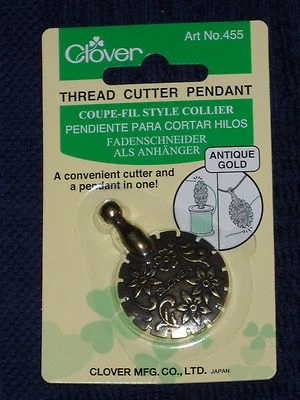 Art No.455
Clover
THREAD CUTTER PENDANT
COUPE-FIL STYLE COLLIER
PENDIENTE PARA CORTAR HILOS
FADENSCHNEIDER
ALS ANHÄNGER
ANTIQUE
GOLD
A convenient cutter and
a pendant in one!
CLOVER MFG. CO., LTD. JAPAN